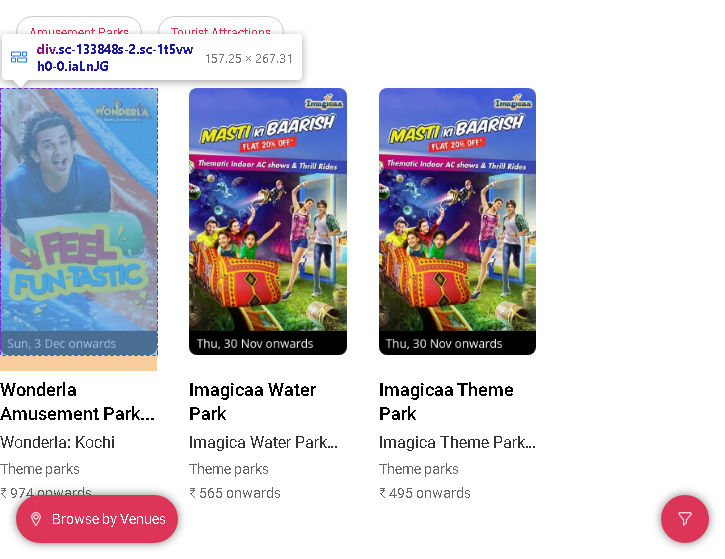 Amusement Parks
Tourist Attractions
div.sc-133848s-2.sc-1t5vw
h0-0.iaLnJG
157.25 × 267.31
WONDERLA
FEEL
FUN-TASTIC
Sun, 3 Dec onwards
Imagicaa
MASTI KI BAARISH
FLAT 20% OFF*
Thematic Indoor AC shows & Thrill Rides
Thu, 30 Nov onwards
Imagicaa
MASTI KI BAARISH
FLAT 20% OFF*
Thematic Indoor AC shows & Thrill Rides
Thu, 30 Nov onwards
Wonderla
Amusement Park...
Wonderla: Kochi
Theme parks
₹ 974 onwards
Imagicaa Water
Park
Imagica Water Park...
Theme parks
₹ 565 onwards
Imagicaa Theme
Park
Imagica Theme Park...
Theme parks
₹ 495 onwards
Browse by Venues